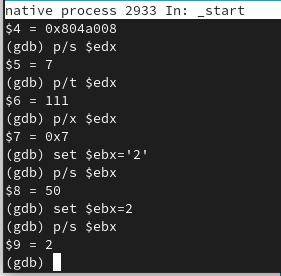 native process 2933 In: _start
$4 = 0x804a008
(gdb) p/s $edx
$5 = 7
(gdb) p/t $edx
$6 = 111
(gdb) p/x $edx
$7 = 0x7
(gdb) set $ebx='2'
(gdb) p/s $ebx
$8 = 50
(gdb) set $ebx=2
(gdb) p/s $ebx
$9 = 2
(gdb)